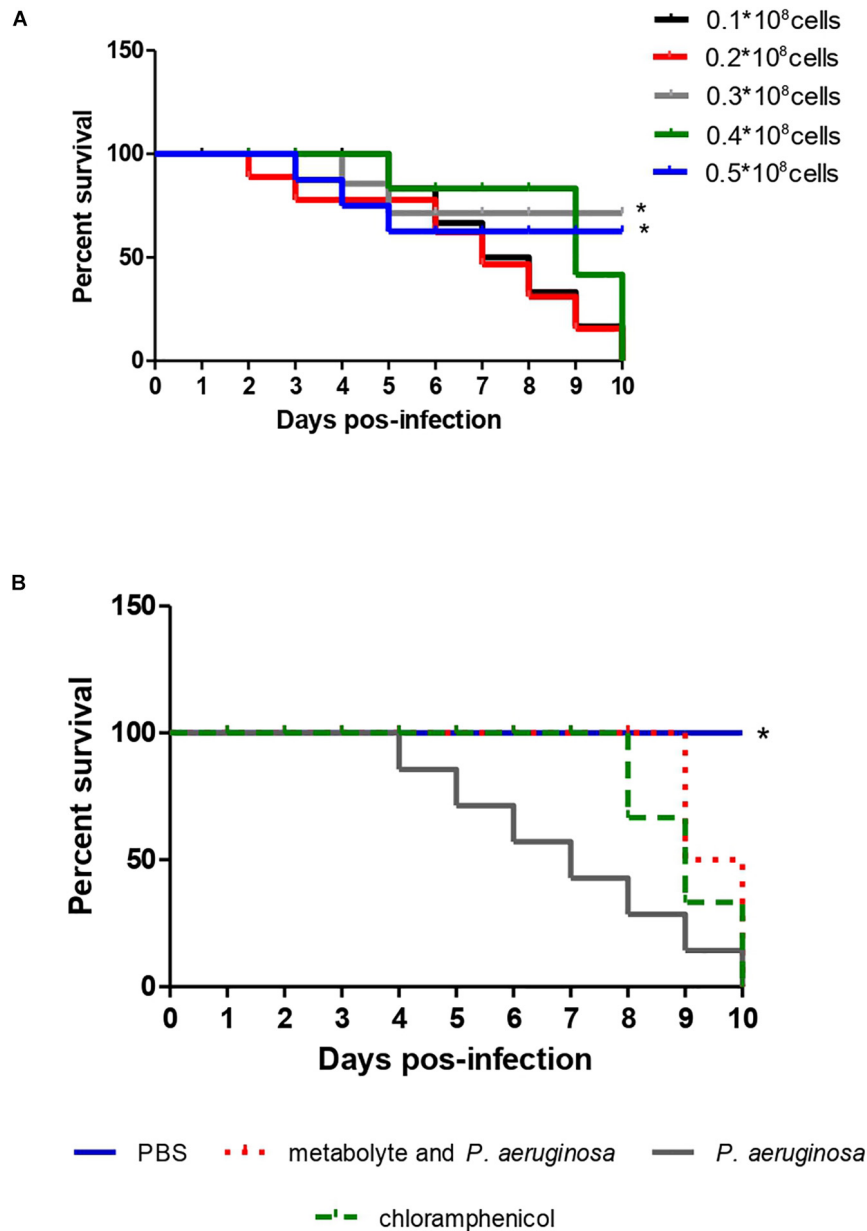 A
0.1*10⁸cells
0.2*10⁸cells
0.3*10⁸cells
0.4*10⁸cells
0.5*10⁸cells
150
100
50
0
Percent survival
*
*
0 1 2 3 4 5 6 7 8 9 10
Days pos-infection
B
150
100
50
0
Percent survival
*
0 1 2 3 4 5 6 7 8 9 10
Days pos-infection
PBS metabolyte and P. aeruginosa P. aeruginosa
chloramphenicol